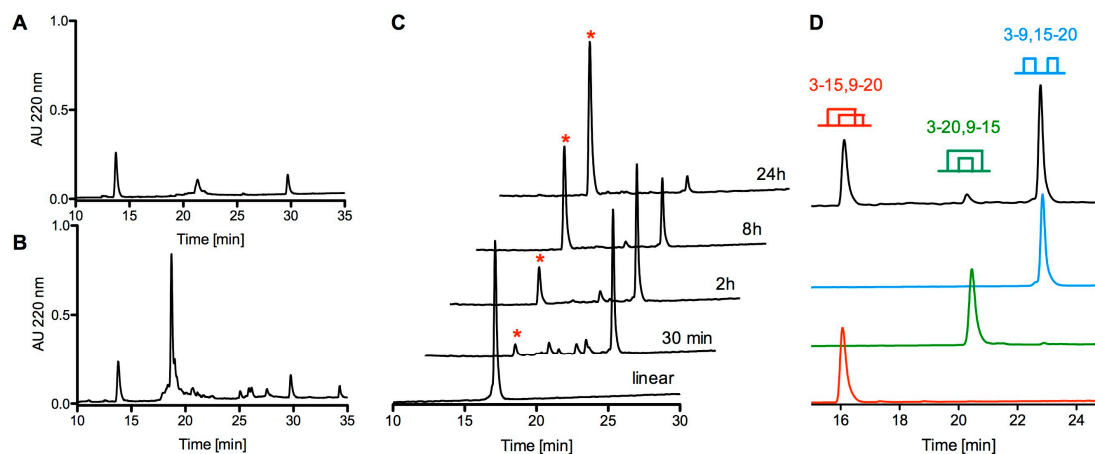 A
1.0
0.5
0.0
AU 220 nm
10 15 20 25 30 35
Time [min]
B
1.0
0.5
0.0
AU 220 nm
10 15 20 25 30 35
Time [min]
C
*
*
*
*
24h
8h
2h
30 min
linear
10 20 30
Time [min]
D
3-9,15-20
3-15,9-20
3-20,9-15
16 18 20 22 24
Time [min]